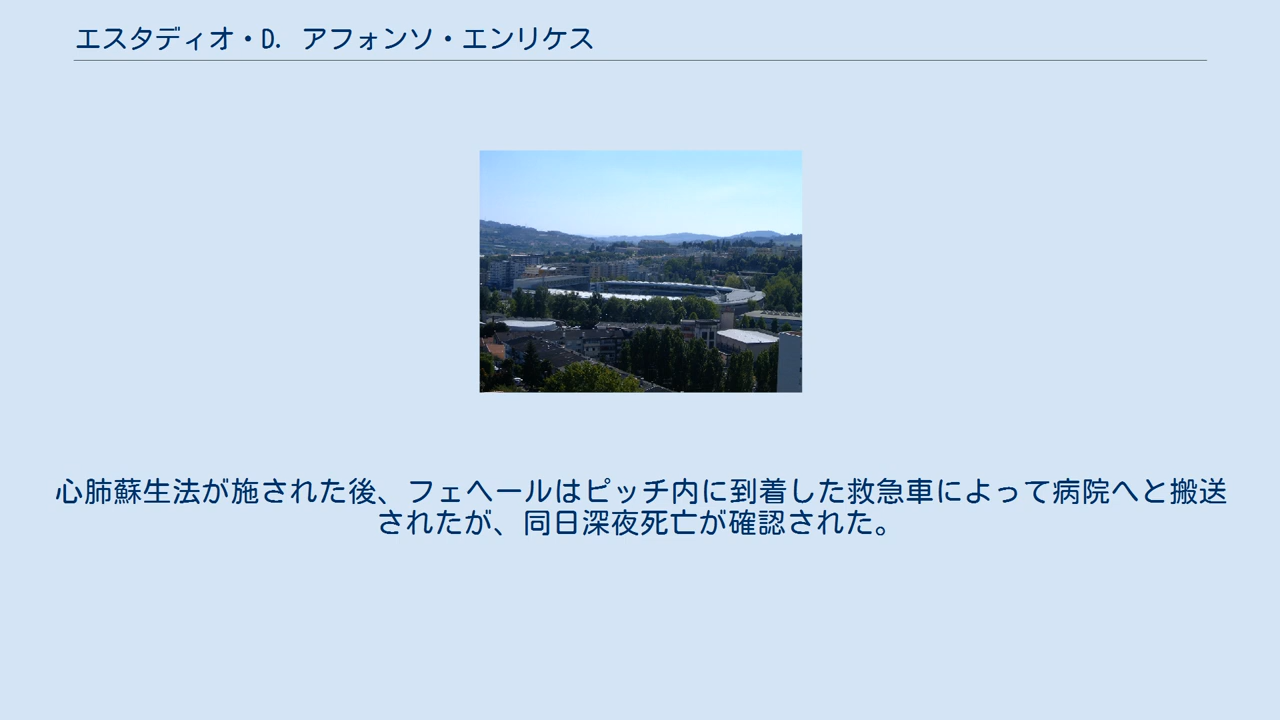 エスタディオ・D. アフォンソ・エンリケス
心肺蘇生法が施された後、フェヘールはピッチ内に到着した救急車によって病院へと搬送
されたが、同日深夜死亡が確認された。